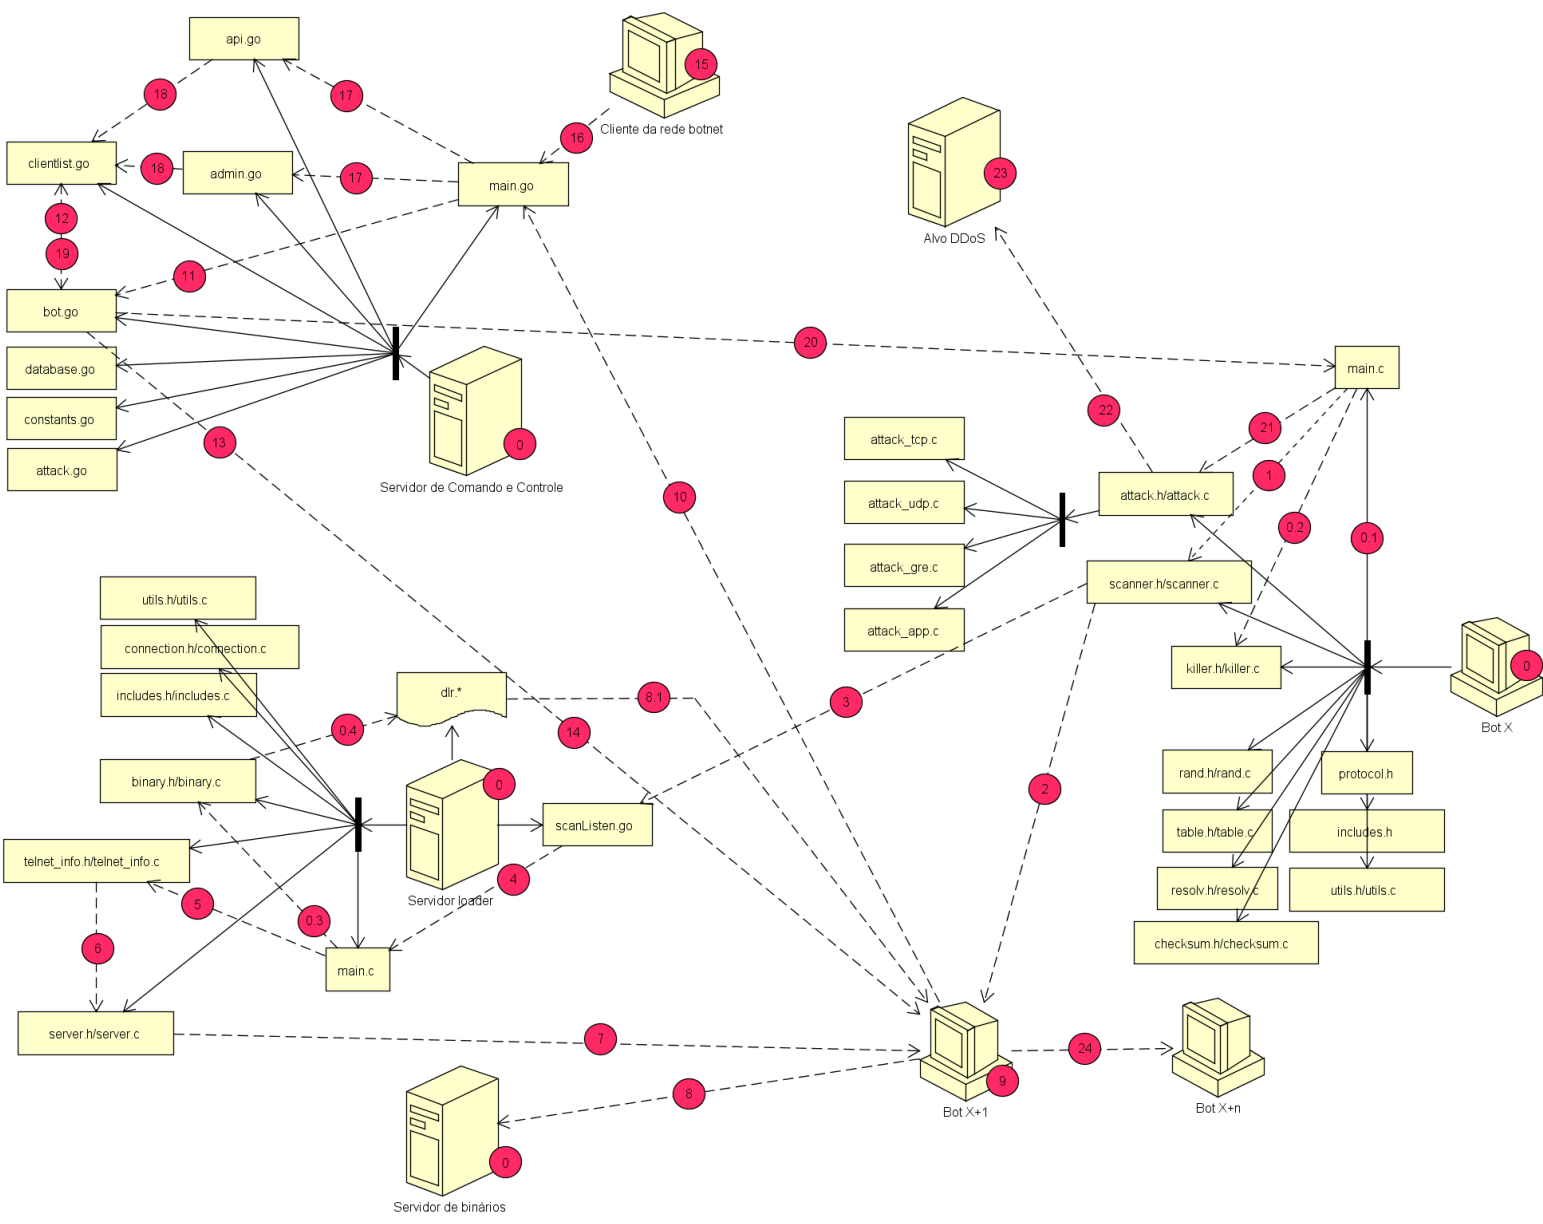 api.go
15
18
17
Cliente da rede botnet
16
clientlist.go
18
admin.go
17
main.go
23
12
Alvo DDoS
19
11
bot.go
20
database.go
main.c
constants.go
22
21
attack.go
13
0
attack_tcp.c
Servidor de Comando e Controle
10
1
attack_udp.c
attack.h/attack.c
0.2
0.1
attack_gre.c
scanner.h/scanner.c
utils.h/utils.c
attack_app.c
connection.h/connection.c
killer.h/killer.c
0
includes.h/includes.c
dlr.*
8.1
3
Bot X
0.4
14
binary.h/binary.c
0
rand.h/rand.c
protocol.h
2
scanListen.go
table.h/table.c
includes.h
telnet_info.h/telnet_info.c
4
resolv.h/resolv.c
utils.h/utils.c
Servidor loader
5
0.3
6
checksum.h/checksum.c
main.c
server.h/server.c
7
24
9
8
Bot X+1
Bot X+n
0
Servidor de binários